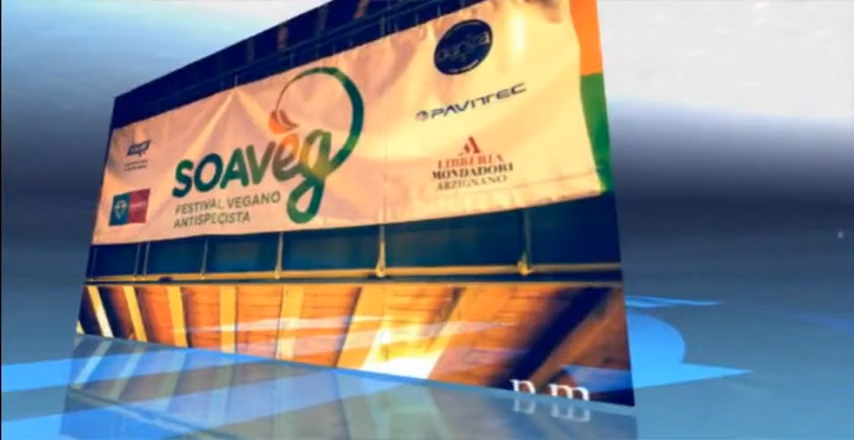 SOAVeg
FESTIVAL VEGANO
ANTISPECISTA
PAVITEC
LIBRERIA
MONDADORI
ARZIGNANO
n.m